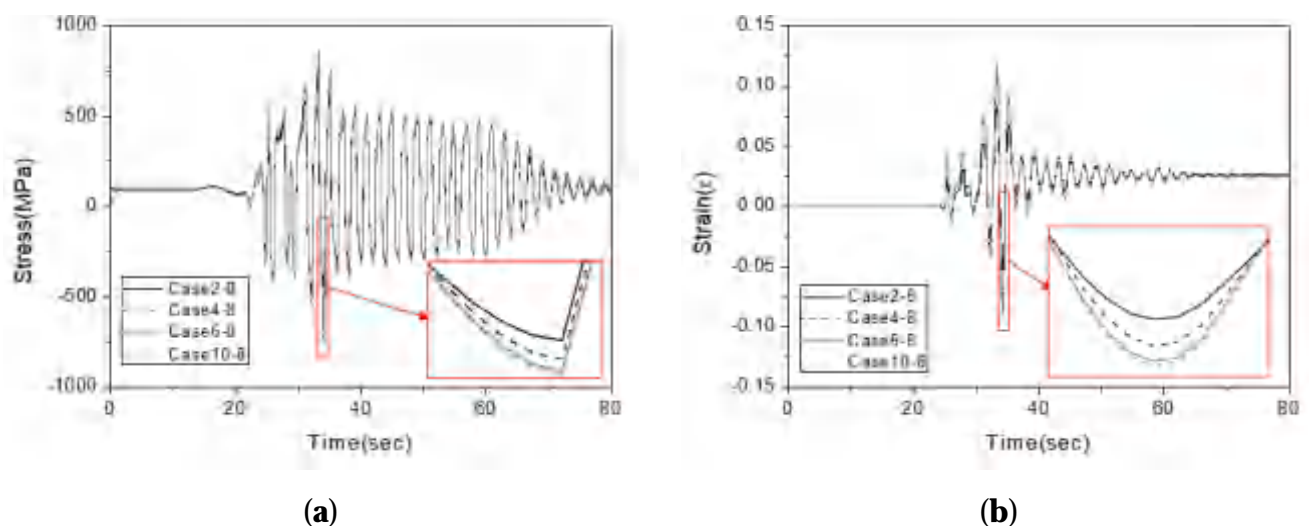 1000
500
0
-500
-1000
Stress(MPa)
Case2-8
Case4-8
Case6-8
Case10-8
0 20 40 60 80
Time(sec)
(a)
0.15
0.10
0.05
0.00
-0.05
-0.10
-0.15
Strain(ε)
Case2-8
Case4-8
Case6-8
Case10-8
0 20 40 60 80
Time(sec)
(b)